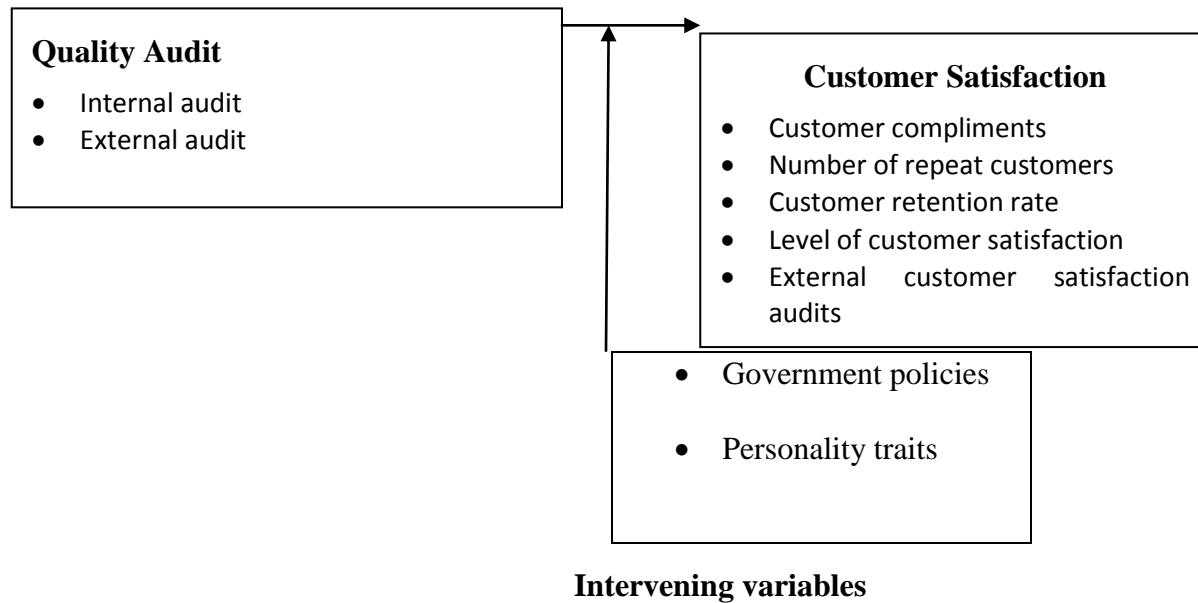 Quality Audit
• Internal audit
• External audit
Customer Satisfaction
• Customer compliments
• Number of repeat customers
• Customer retention rate
• Level of customer satisfaction
• External customer satisfaction
audits
• Government policies
• Personality traits
Intervening variables